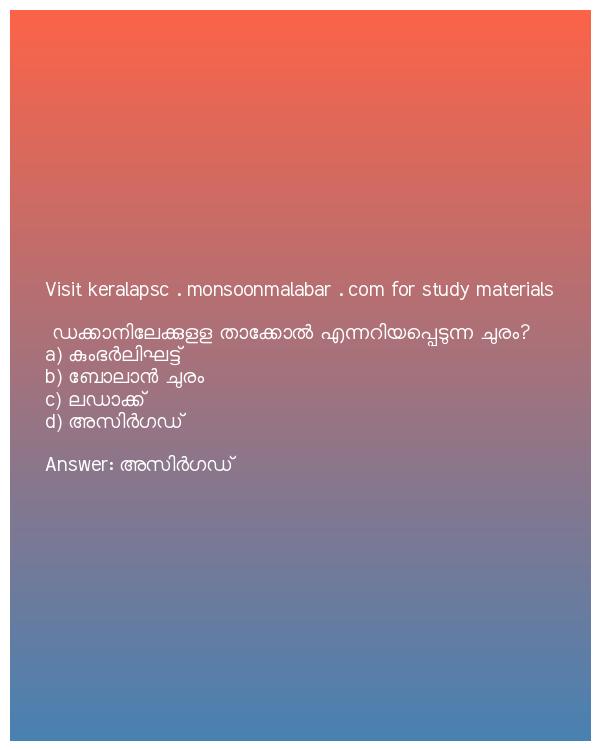 Visit keralapsc . monsoonmalabar . com for study materials
ഡക്കാനിലേക്കുളള താക്കോൽ എന്നറിയപ്പെടുന്ന ചുരം?
a) കുംഭർലിഘട്ട്
b) ബോലാൻ ചുരം
c) ലഡാക്ക്
d) അസിർഗഡ്
Answer: അസിർഗഡ്